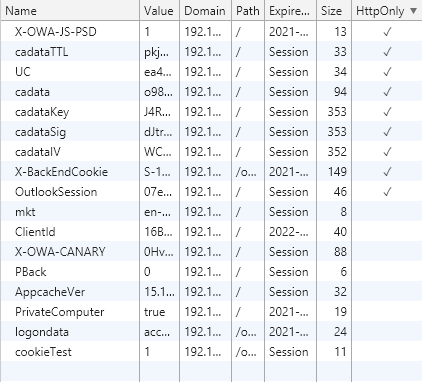 Name Value Domain Path Expire... Size HttpOnly ▼
X-OWA-JS-PSD 1 192.1... / 2021-... 13 ✓
cadataTTL pkj... 192.1... / Session 33 ✓
UC ea4... 192.1... / Session 34 ✓
cadata o98... 192.1... / Session 94 ✓
cadataKey J4R... 192.1... / Session 353 ✓
cadataSig dJtr... 192.1... / Session 353 ✓
cadataIV WC... 192.1... / Session 352 ✓
X-BackEndCookie S-1... 192.1... /o... 2021-... 149 ✓
OutlookSession 07e... 192.1... / Session 46 ✓
mkt en-... 192.1... / Session 8
ClientId 16B... 192.1... / 2022-... 40
X-OWA-CANARY 0Hv... 192.1... / Session 88
PBack 0 192.1... / Session 6
AppcacheVer 15.1... 192.1... / Session 32
PrivateComputer true 192.1... / 2021-... 19
logondata acc... 192.1... /o... 2021-... 24
cookieTest 1 192.1... /o... Session 11